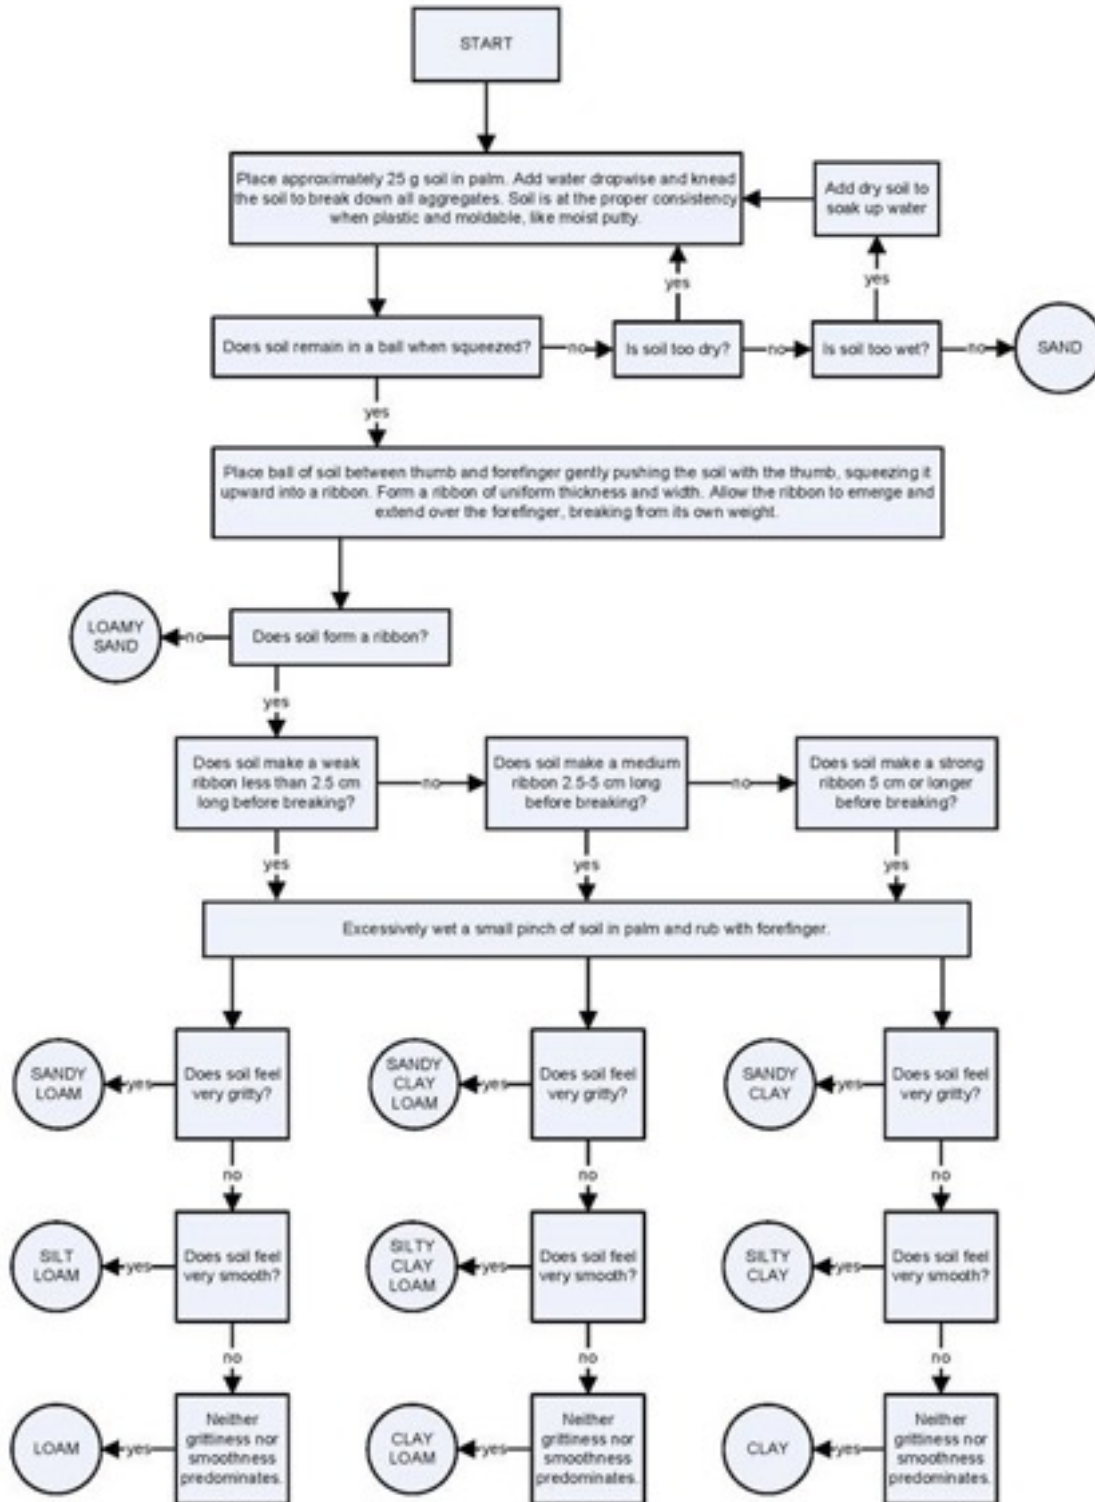 START
Place approximately 25 g soil in palm. Add water dropwise and knead
the soil to break down all aggregates. Soil is at the proper consistency
when plastic and moldable, like moist putty.
Add dry soil to
soak up water
yes
yes
Does soil remain in a ball when squeezed?
no
Is soil too dry?
no
Is soil too wet?
no
SAND
yes
Place ball of soil between thumb and forefinger gently pushing the soil with the thumb, squeezing it
upward into a ribbon. Form a ribbon of uniform thickness and width. Allow the ribbon to emerge and
extend over the forefinger, breaking from its own weight.
LOAMY
SAND
no
Does soil form a ribbon?
yes
Does soil make a weak
ribbon less than 2.5 cm
long before breaking?
no
Does soil make a medium
ribbon 2.5-5 cm long
before breaking?
no
Does soil make a strong
ribbon 5 cm or longer
before breaking?
yes
yes
yes
Excessively wet a small pinch of soil in palm and rub with forefinger.
SANDY
LOAM
yes
Does soil feel
very gritty?
SANDY
CLAY
LOAM
yes
Does soil feel
very gritty?
SANDY
CLAY
yes
Does soil feel
very gritty?
no
no
no
SILT
LOAM
yes
Does soil feel
very smooth?
SILTY
CLAY
LOAM
yes
Does soil feel
very smooth?
SILTY
CLAY
yes
Does soil feel
very smooth?
no
no
no
LOAM
yes
Neither
grittiness nor
smoothness
predominates.
CLAY
LOAM
yes
Neither
grittiness nor
smoothness
predominates.
CLAY
yes
Neither
grittiness nor
smoothness
predominates.